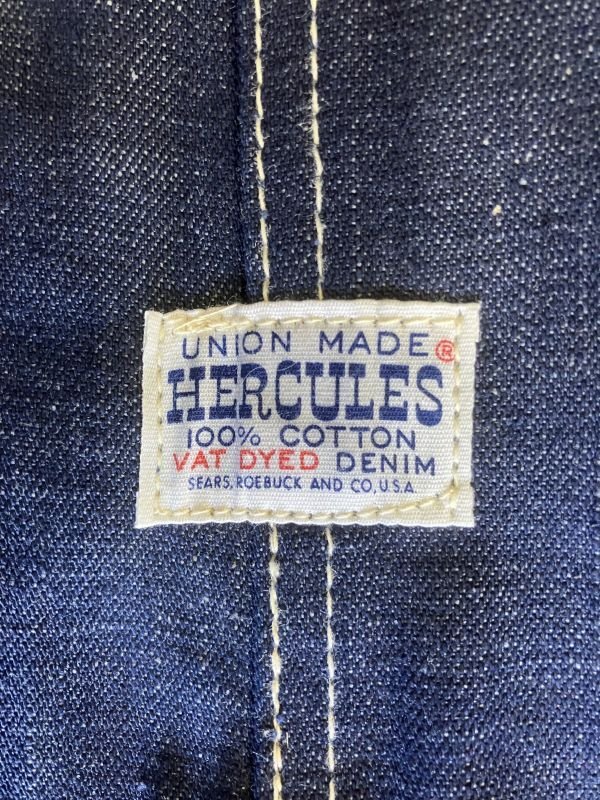 UNION MADE ®
HERCULES
100% COTTON
VAT DYED DENIM
SEARS, ROEBUCK AND CO, U.S.A